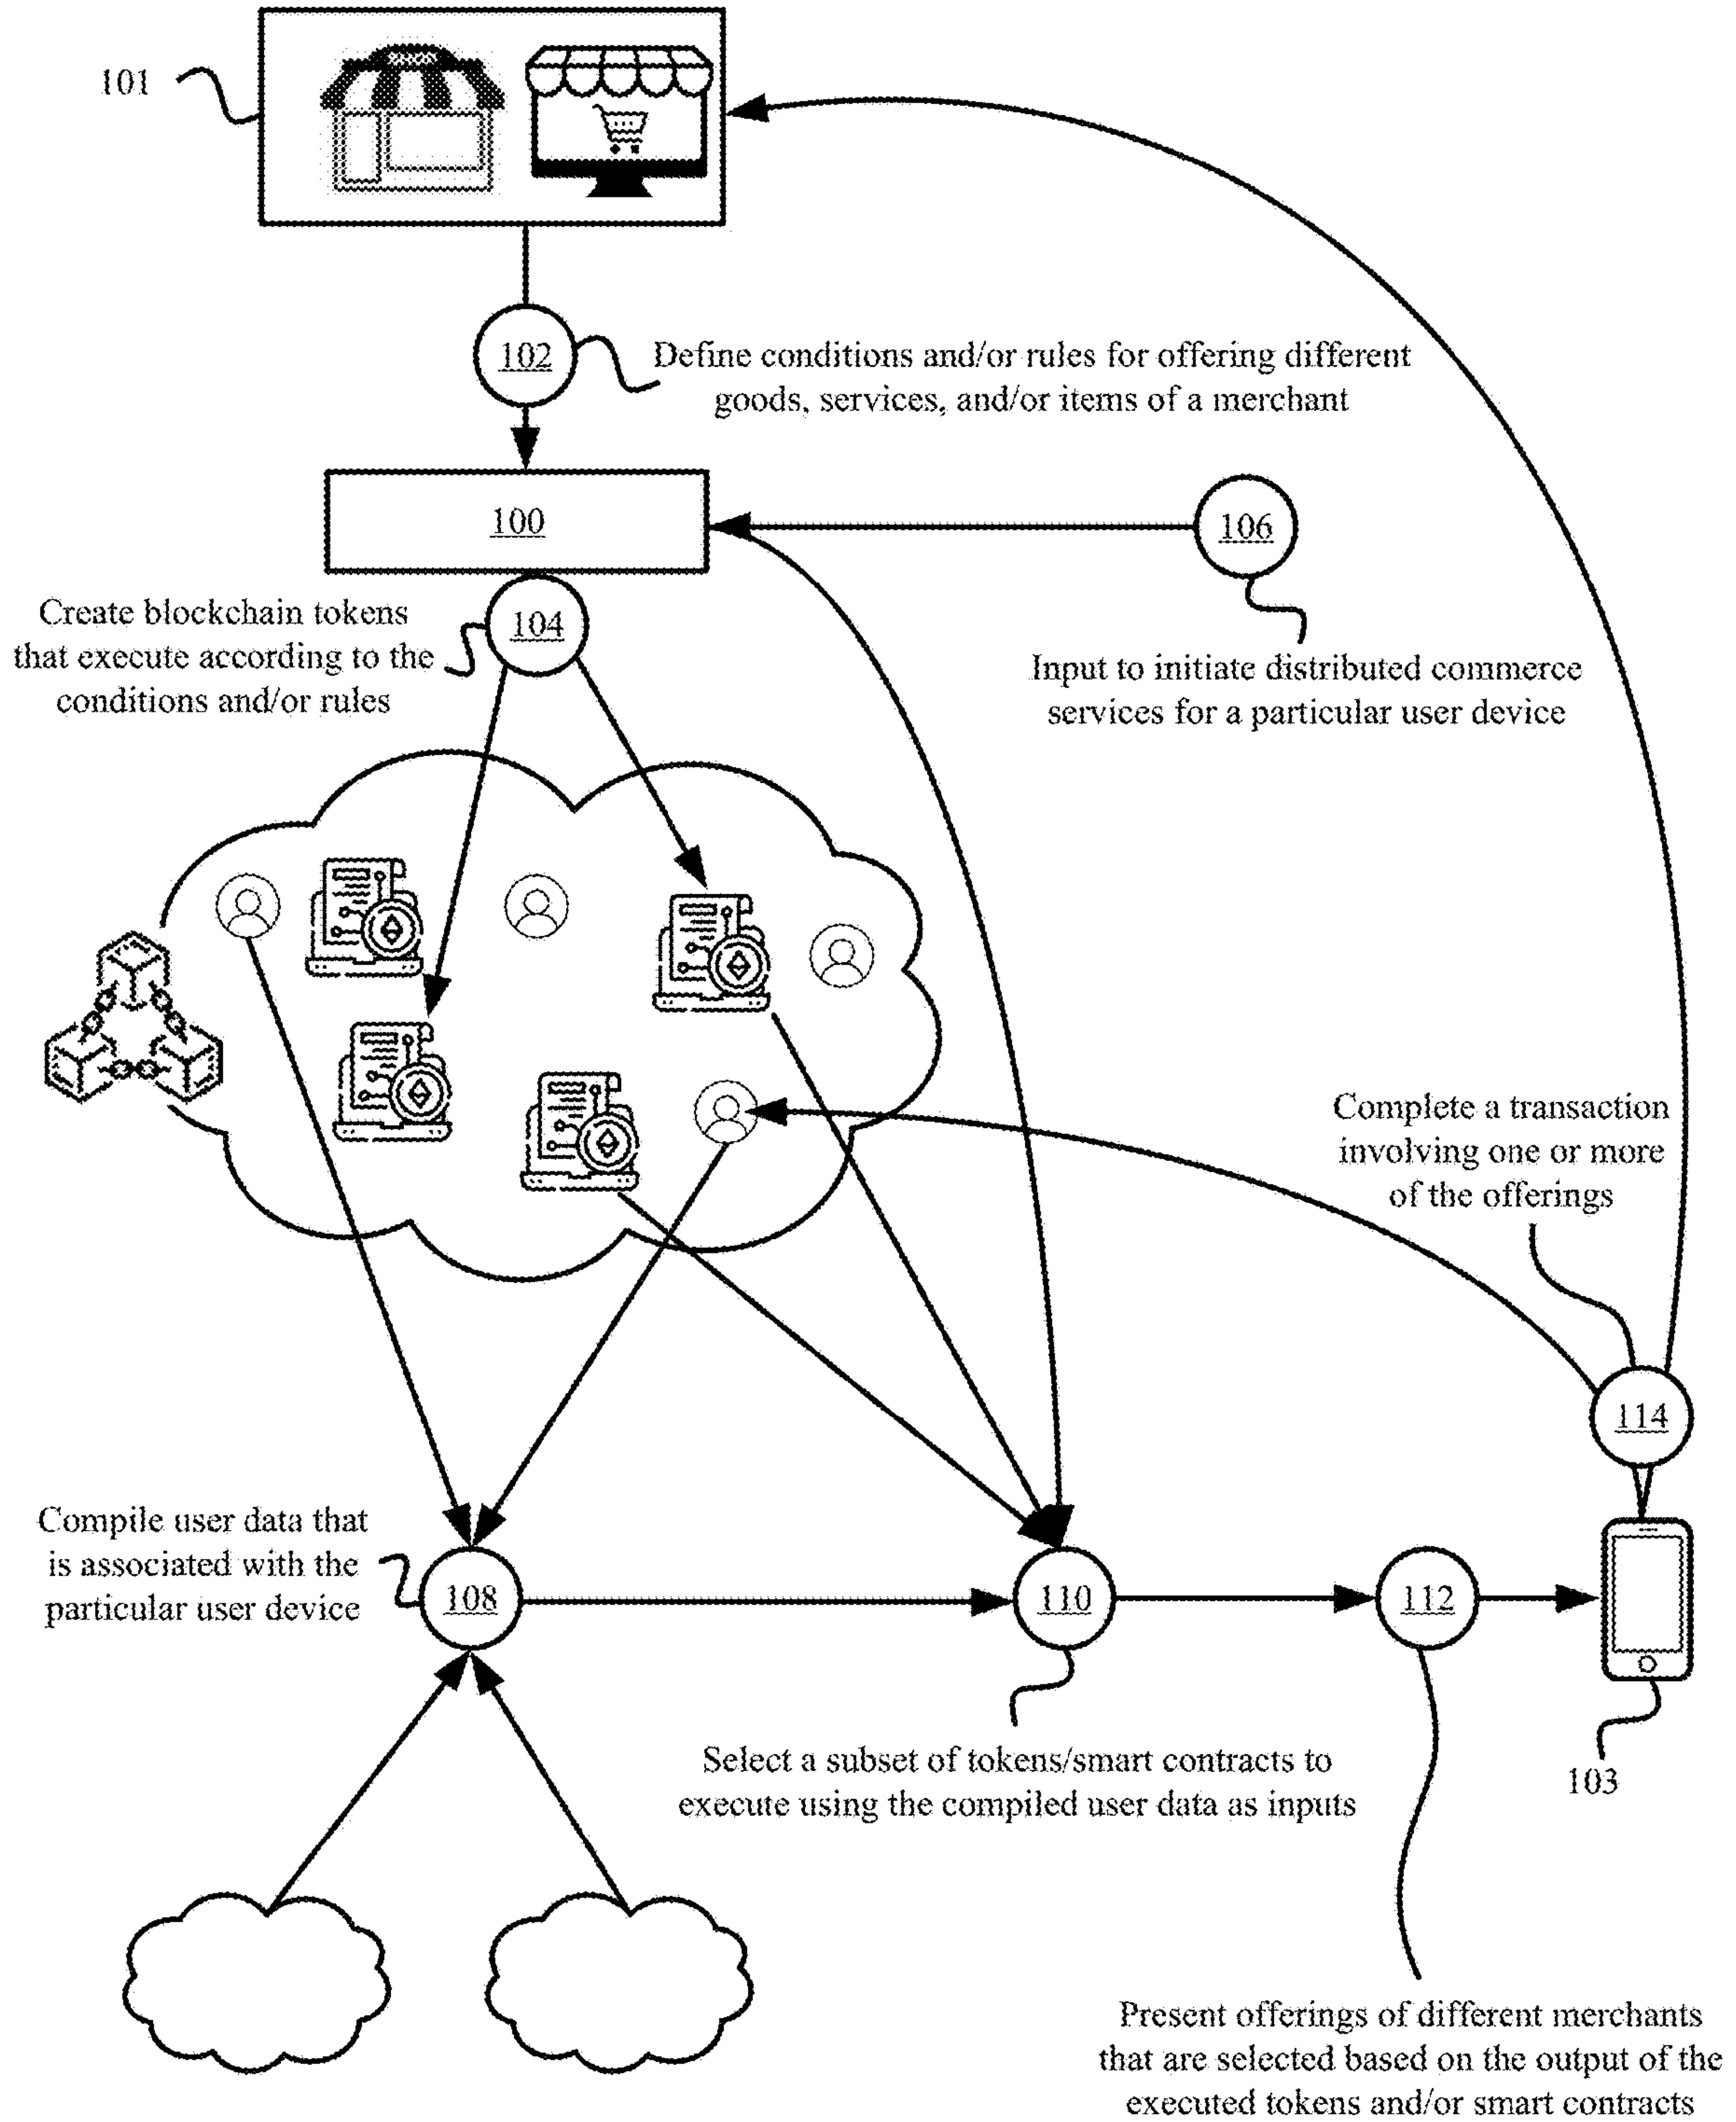 101
102
Define conditions and/or rules for offering different
goods, services, and/or items of a merchant
100
106
Create blockchain tokens
that execute according to the
conditions and/or rules
104
Input to initiate distributed commerce
services for a particular user device
Complete a transaction
involving one or more
of the offerings
114
Compile user data that
is associated with the
particular user device
108
110
112
103
Select a subset of tokens/smart contracts to
execute using the compiled user data as inputs
Present offerings of different merchants
that are selected based on the output of the
executed tokens and/or smart contracts